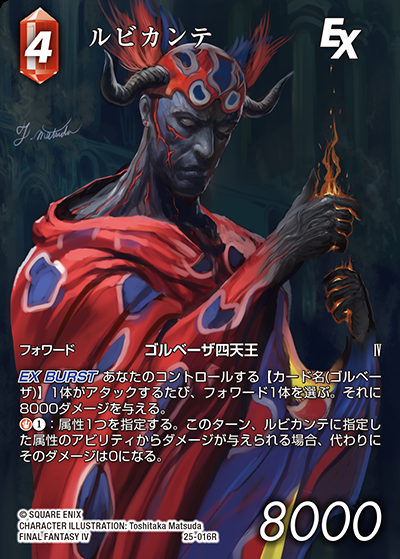 4
ルビカンテ
EX
T. Matsuda
フォワード
ゴルベーザ四天王
IV
EX BURST あなたのコントロールする【カード名(ゴルベー
ザ)】1体がアタックするたび、フォワード1体を選ぶ。それに
8000ダメージを与える。
1:属性1つを指定する。このターン、ルビカンテに指定し
た属性のアビリティからダメージが与えられる場合、代わりに
そのダメージは0になる。
© SQUARE ENIX
CHARACTER ILLUSTRATION: Toshitaka Matsuda
FINAL FANTASY IV
25-016R
8000